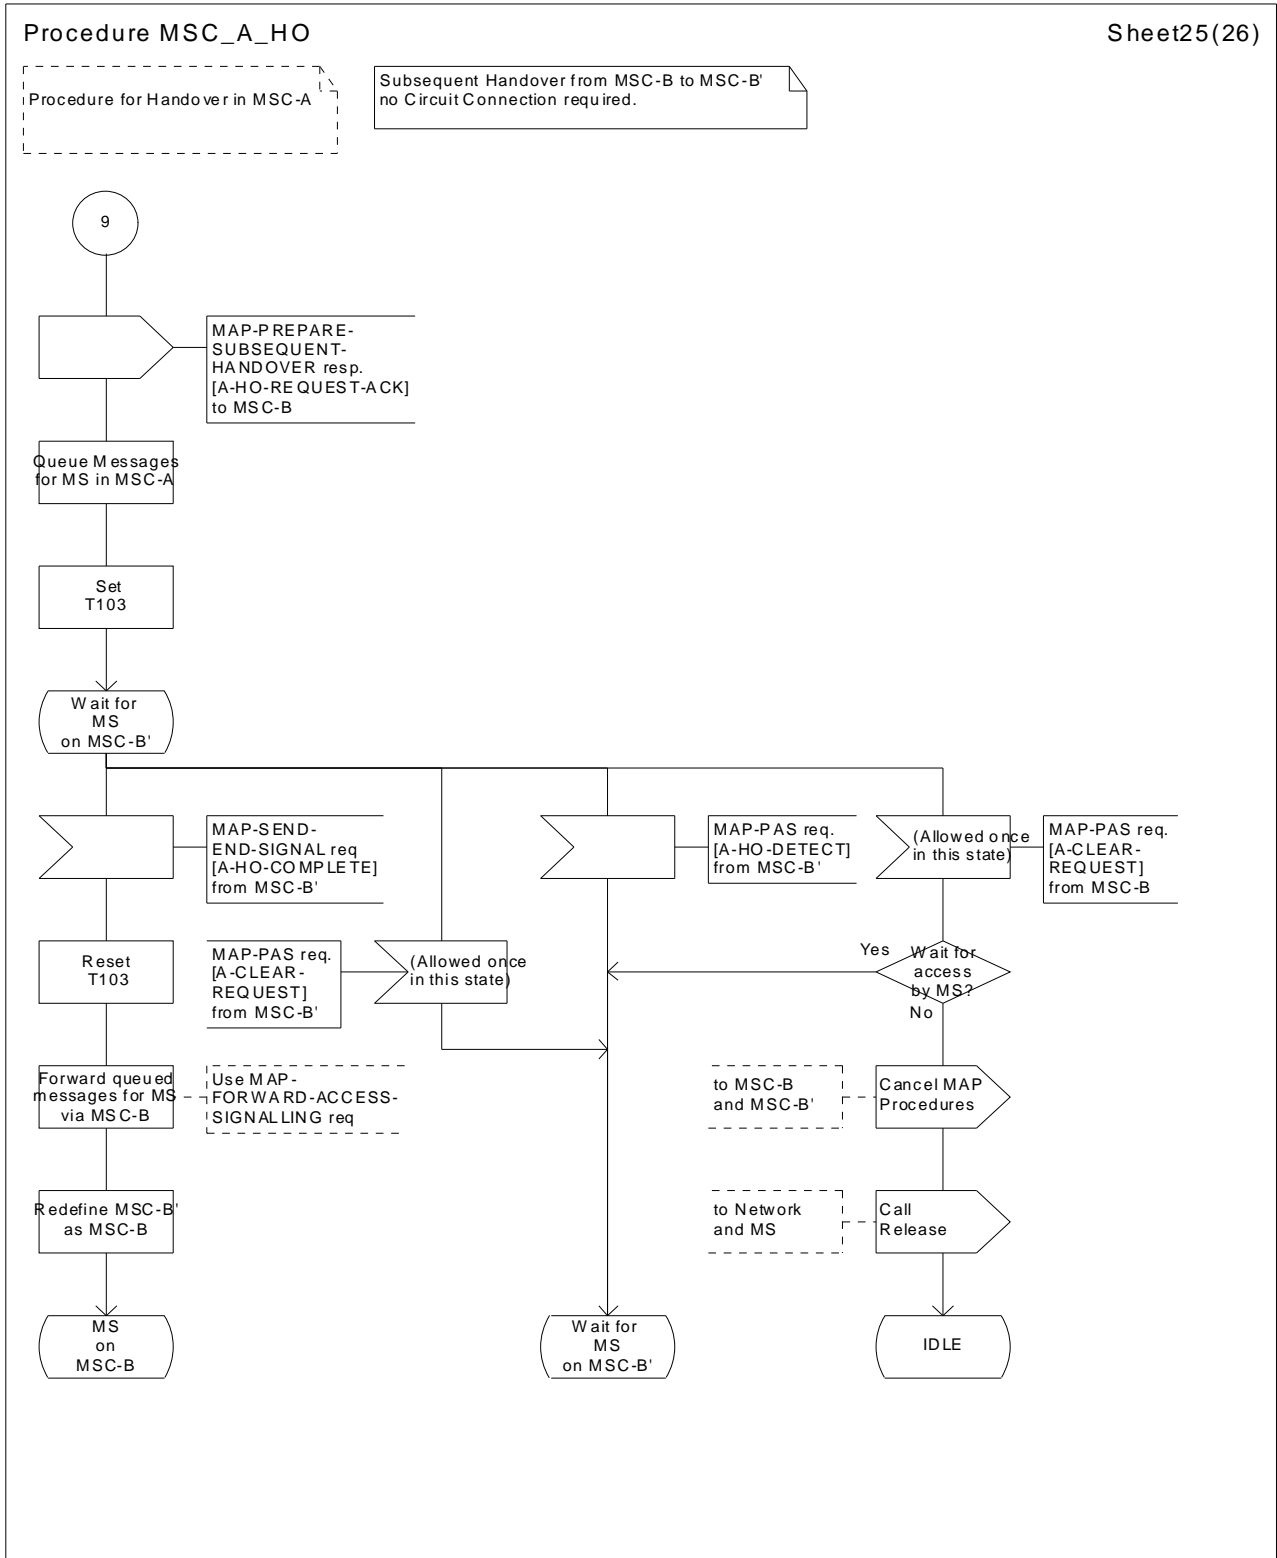 Procedure MSC_A_HO
Sheet25(26)
Procedure for Handover in MSC-A
Subsequent Handover from MSC-B to MSC-B'
no Circuit Connection required.
9
MAP-PREPARE-
SUBSEQUENT-
HANDOVER resp.
[A-HO-REQUEST-ACK]
to MSC-B
Queue Messages
for MS in MSC-A
Set
T103
Wait for
MS
on MSC-B'
MAP-SEND-
END-SIGNAL req
[A-HO-COMPLETE]
from MSC-B'
MAP-PAS req.
[A-HO-DETECT]
from MSC-B'
(Allowed once
in this state)
MAP-PAS req.
[A-CLEAR-
REQUEST]
from MSC-B
Reset
T103
MAP-PAS req.
[A-CLEAR-
REQUEST]
from MSC-B'
(Allowed once
in this state)
Yes
Wait for
access
by MS?
No
Forward queued
messages for MS
via MSC-B
Use MAP-
FORWARD-ACCESS-
SIGNALLING req
to MSC-B
and MSC-B'
Cancel MAP
Procedures
Redefine MSC-B'
as MSC-B
to Network
and MS
Call
Release
MS
on
MSC-B
Wait for
MS
on MSC-B'
IDLE